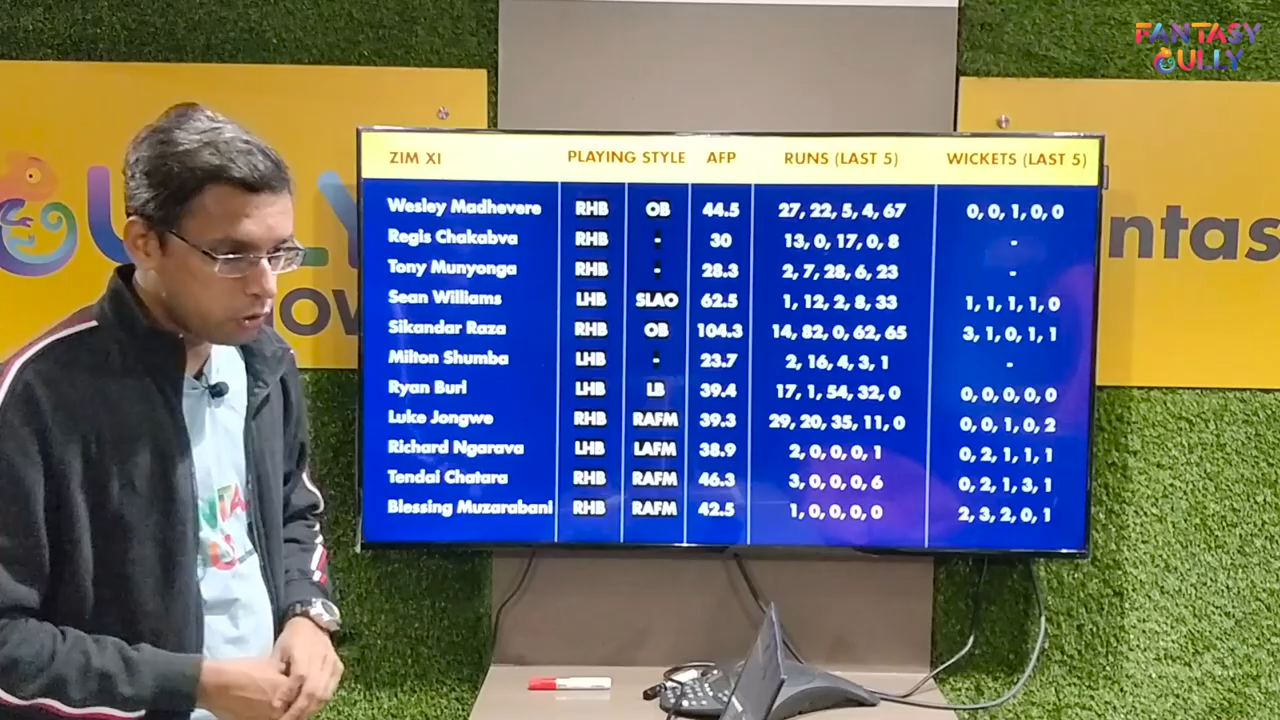 FANTASY
GULLY
ZIM XI PLAYING STYLE AFP RUNS (LAST 5) WICKETS (LAST 5)
Wesley Madhevere RHB OB 44.5 27, 22, 5, 4, 67 0, 0, 1, 0, 0
Regis Chakabva RHB - 30 13, 0, 17, 0, 8 -
Tony Munyonga RHB - 28.3 2, 7, 28, 6, 23 -
Sean Williams LHB SLAO 62.5 1, 12, 2, 8, 33 1, 1, 1, 1, 0
Sikandar Raza RHB OB 104.3 14, 82, 0, 62, 65 3, 1, 0, 1, 1
Milton Shumba LHB - 23.7 2, 16, 4, 3, 1 -
Ryan Burl LHB LB 39.4 17, 1, 54, 32, 0 0, 0, 0, 0, 0
Luke Jongwe RHB RAFM 39.3 29, 20, 35, 11, 0 0, 0, 1, 0, 2
Richard Ngarava LHB LAFM 38.9 2, 0, 0, 0, 1 0, 2, 1, 1, 1
Tendai Chatara RHB RAFM 46.3 3, 0, 0, 0, 6 0, 2, 1, 3, 1
Blessing Muzarabani RHB RAFM 42.5 1, 0, 0, 0, 0 2, 3, 2, 0, 1
ntas